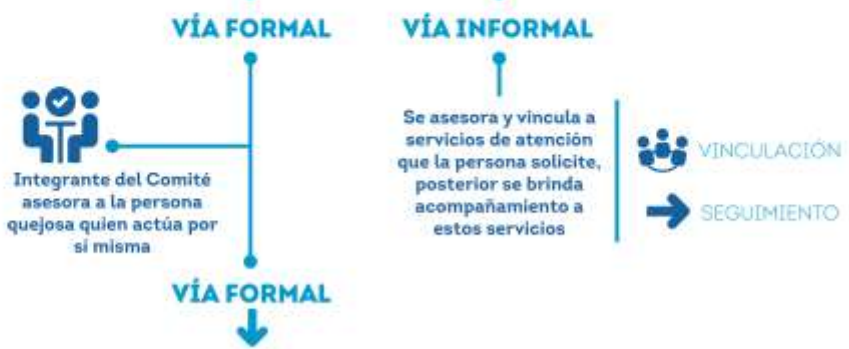 VÍA FORMAL
VÍA INFORMAL
Integrante del Comité
asesora a la persona
quejosa quien actúa por
sí misma
Se asesora y vincula a
servicios de atención
que la persona solicite,
posterior se brinda
acompañamiento a
estos servicios
VINCULACIÓN
SEGUIMIENTO
VÍA FORMAL